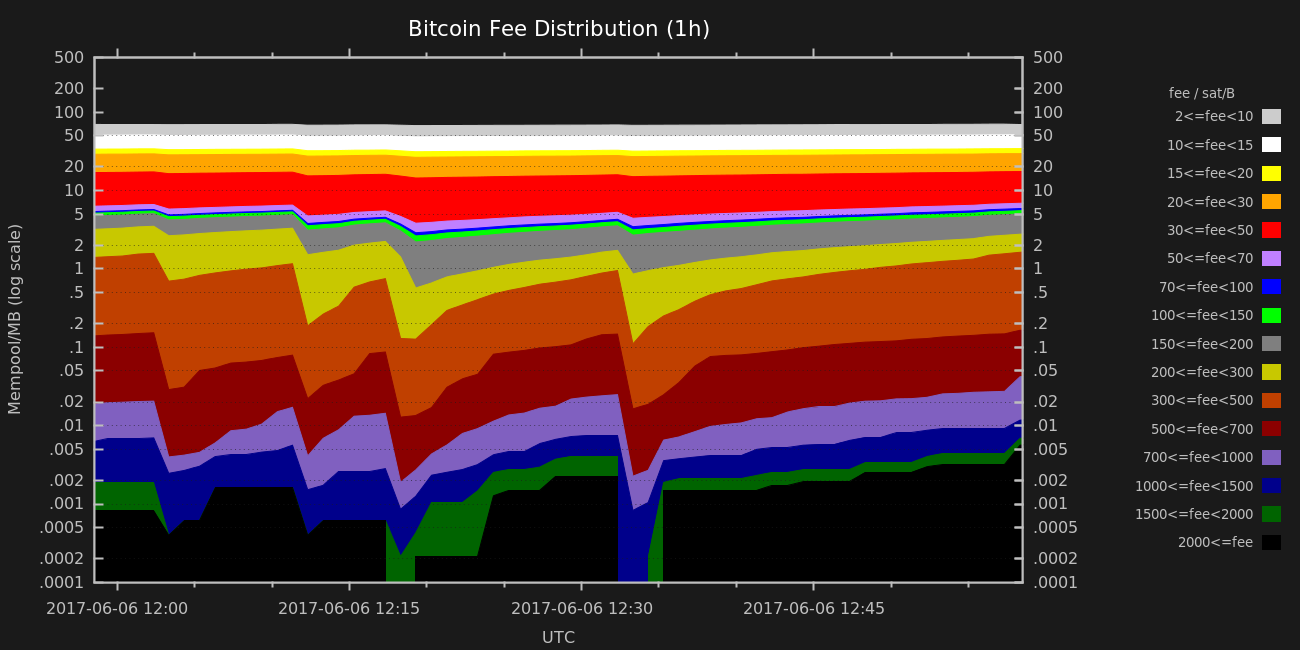 Bitcoin Fee Distribution (1h)
500 500
200 200
100 100
50 50
20 20
10 10
5 5
2 2
1 1
.5 .5
.2 .2
.1 .1
.05 .05
.02 .02
.01 .01
.005 .005
.002 .002
.001 .001
.0005 .0005
.0002 .0002
.0001 .0001
Mempool/MB (log scale)
2017-06-06 12:00 2017-06-06 12:15 2017-06-06 12:30 2017-06-06 12:45
UTC
fee / sat/B
2<=fee<10
10<=fee<15
15<=fee<20
20<=fee<30
30<=fee<50
50<=fee<70
70<=fee<100
100<=fee<150
150<=fee<200
200<=fee<300
300<=fee<500
500<=fee<700
700<=fee<1000
1000<=fee<1500
1500<=fee<2000
2000<=fee